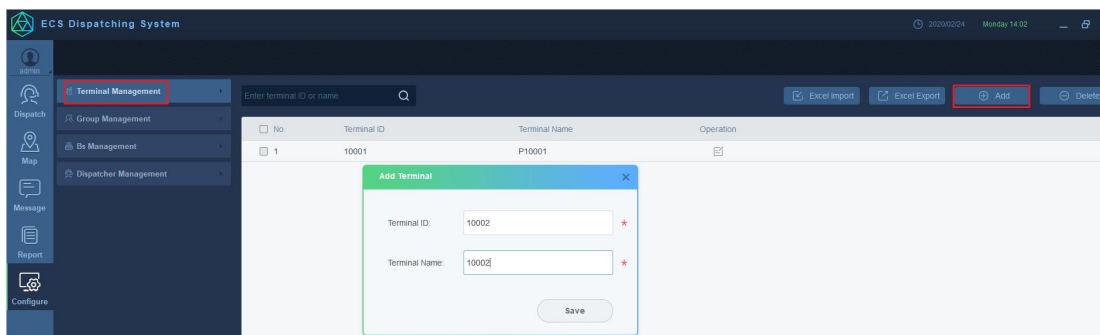 ECS Dispatching System
2020/02/24 Monday 14:02
admin
Dispatch
Map
Message
Report
Configure
Terminal Management
Group Management
Bs Management
Dispatcher Management
Enter terminal ID or name
Excel Import Excel Export Add Delete
No. Terminal ID Terminal Name Operation
1 10001 P10001
Add Terminal
Terminal ID: 10002 *
Terminal Name: 10002 *
Save